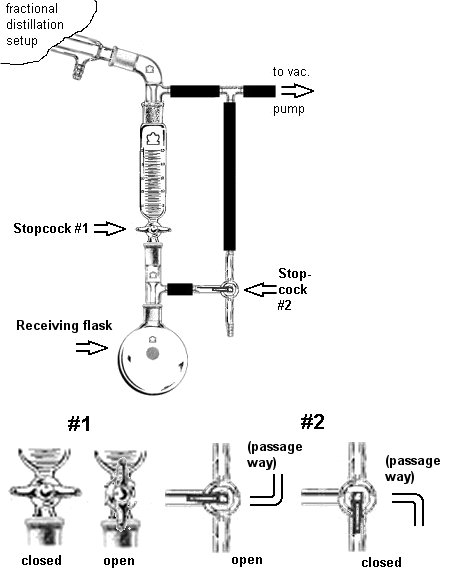 fractional
distillation
setup
to vac.
pump
Stopcock #1
Stop-
cock
#2
Receiving flask
#1
#2
(passage
way)
(passage
way)
closed
open
open
closed